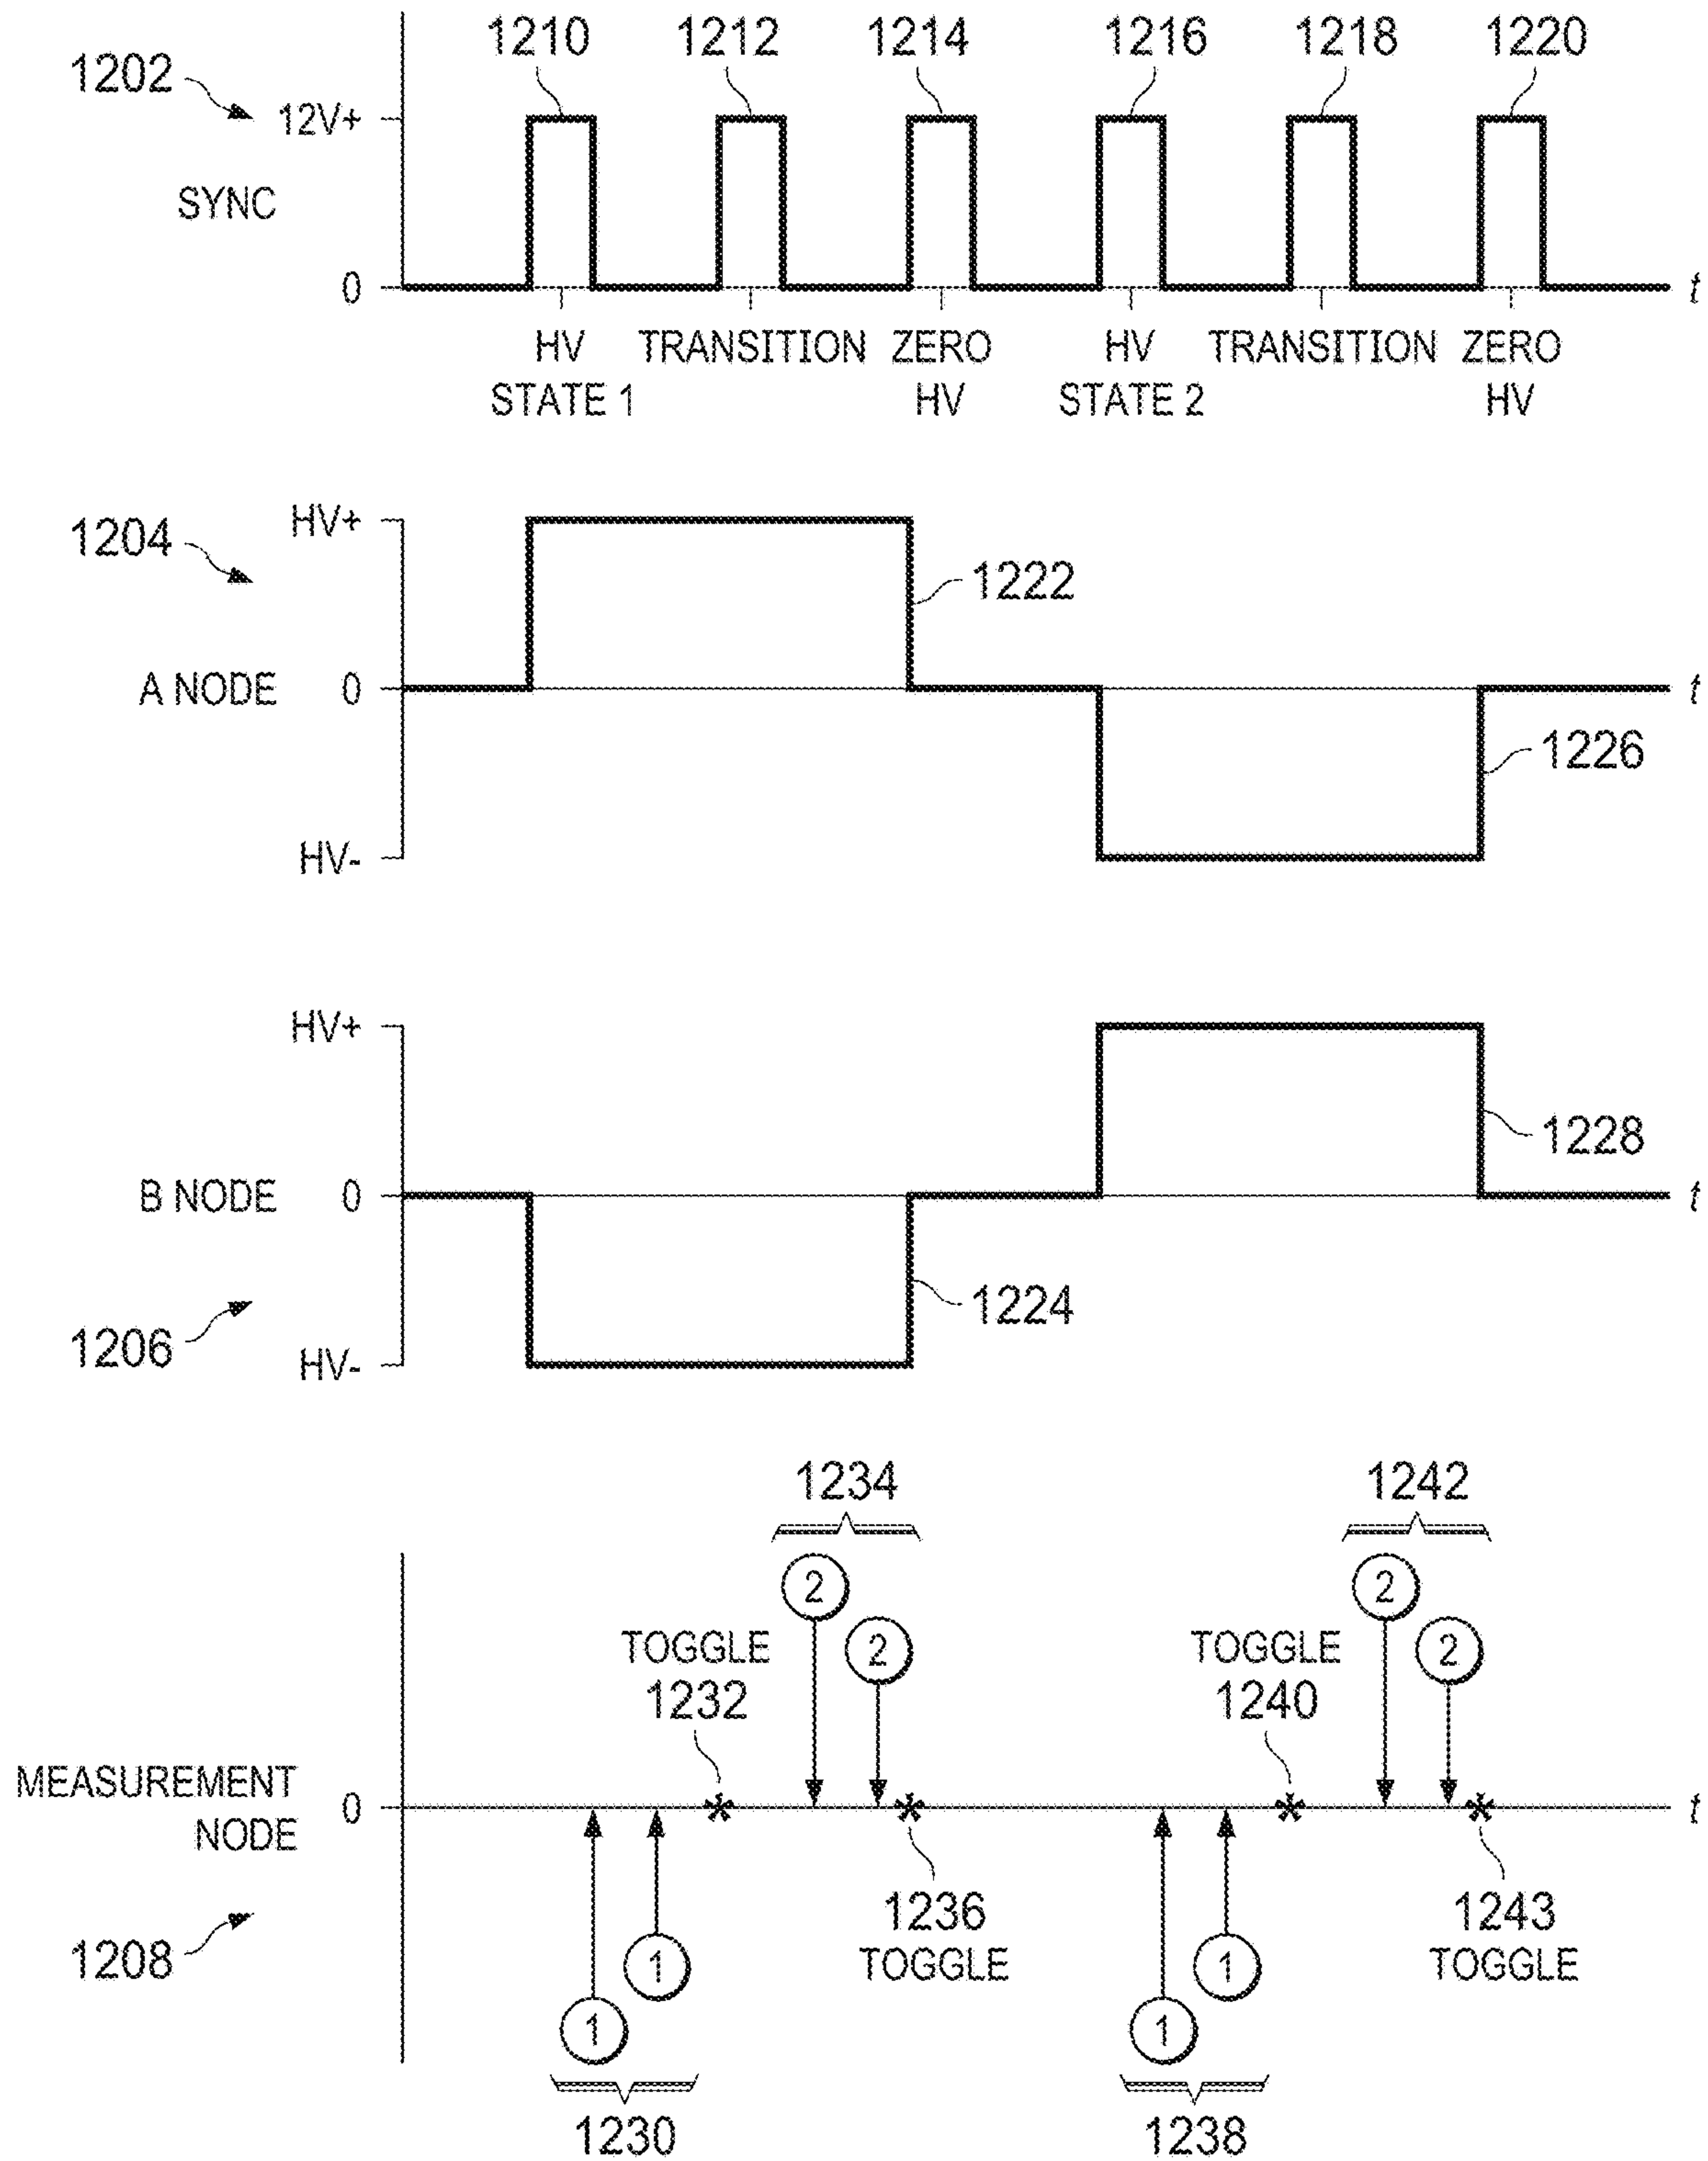 1210 1212 1214 1216 1218 1220
1202
12V+
SYNC
0 t
HV TRANSITION ZERO HV TRANSITION ZERO
STATE 1 HV STATE 2 HV
HV+
1204
1222
A NODE 0 t
1226
HV-
HV+
1228
B NODE 0 t
1224
1206
HV-
1234 1242
2 2
TOGGLE 2 TOGGLE 2
1232 1240
MEASUREMENT
0 * * * * t
NODE
1236 1243
1208 1 TOGGLE 1 TOGGLE
1 1
1230 1238